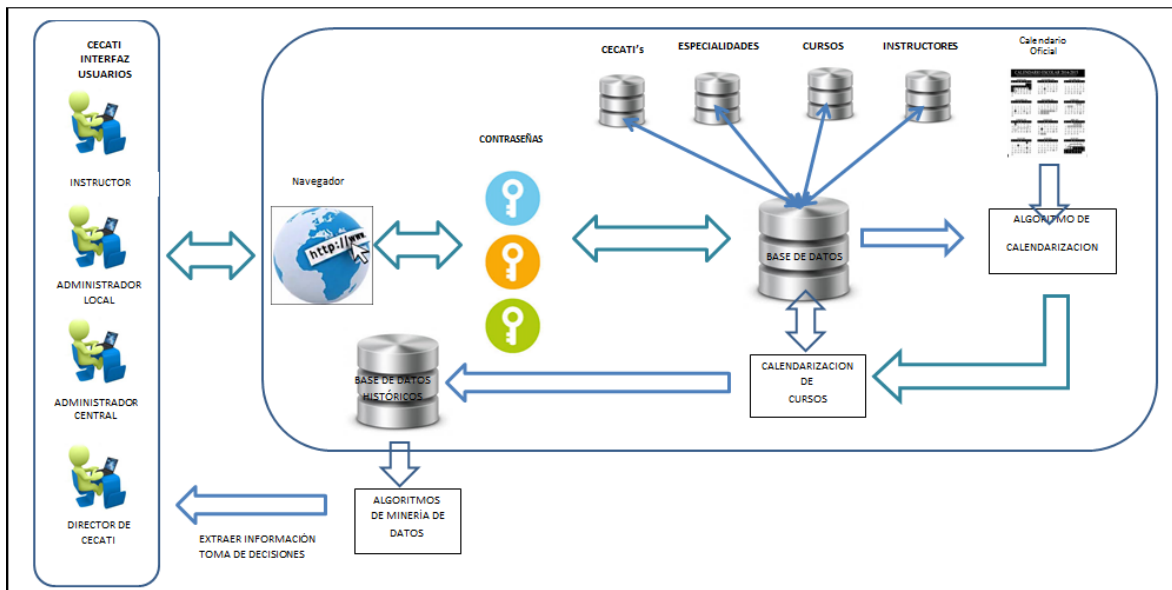 CECATI
INTERFAZ
USUARIOS
INSTRUCTOR
ADMINISTRADOR
LOCAL
ADMINISTRADOR
CENTRAL
DIRECTOR DE
CECATI
Navegador
http://www.
CONTRASEÑAS
CECATI's
ESPECIALIDADES
CURSOS
INSTRUCTORES
Calendario
Oficial
BASE DE DATOS
ALGORITMO DE
CALENDARIZACION
CALENDARIZACION
DE
CURSOS
BASE DE DATOS
HISTÓRICOS
ALGORITMOS
DE MINERÍA DE
DATOS
EXTRAER INFORMACIÓN
TOMA DE DECISIONES